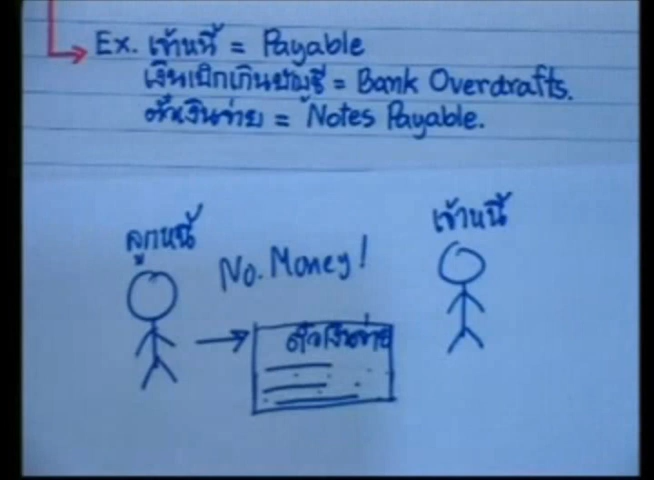 Ex. เจ้าหนี้ = Payable
เงินเบิกเกินบัญชี = Bank Overdrafts.
ตั๋วเงินจ่าย = Notes Payable.
ลูกหนี้
No. Money!
เจ้าหนี้
ตั๋วเงินจ่าย